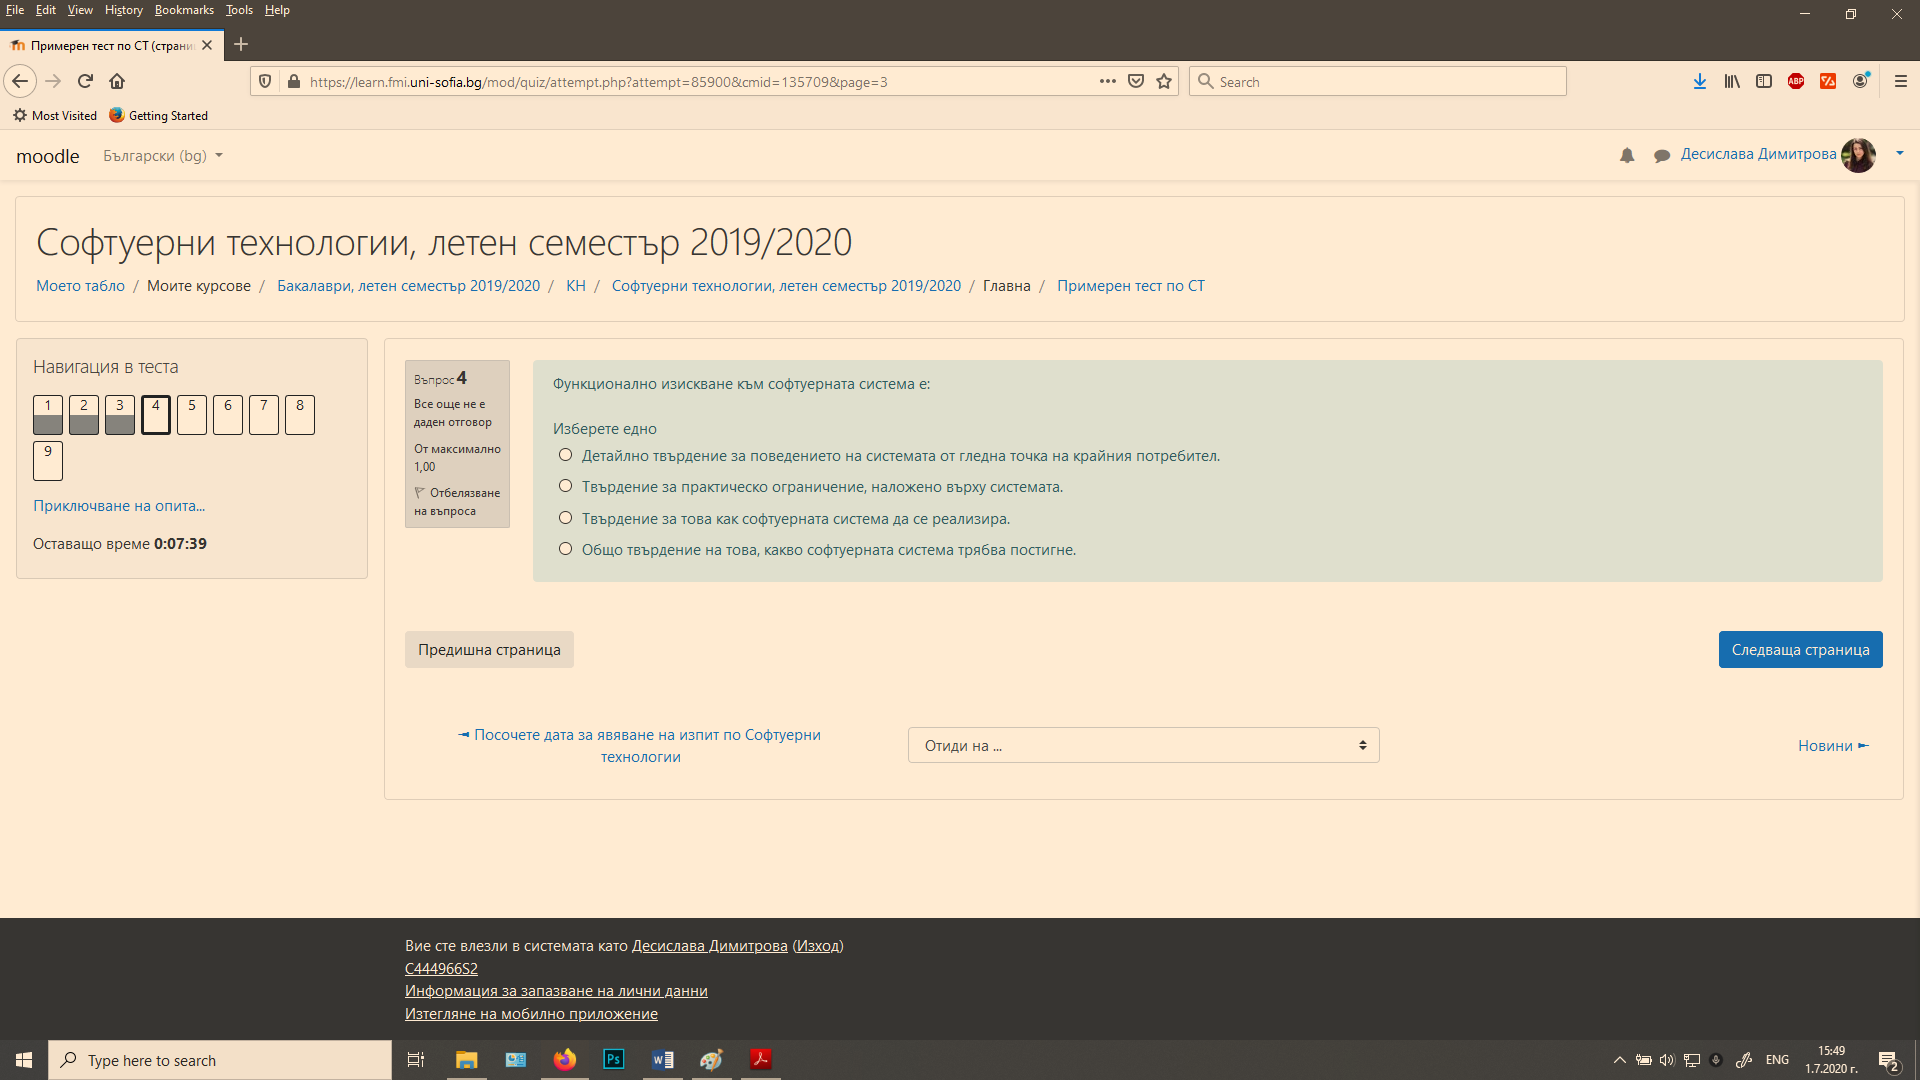 File Edit View History Bookmarks Tools Help
Примерен тест по СТ (страни
https://learn.fmi.uni-sofia.bg/mod/quiz/attempt.php?attempt=85900&cmid=135709&page=3
Search
ABP
Most Visited Getting Started
moodle Български (bg)
Десислава Димитрова
Софтуерни технологии, летен семестър 2019/2020
Моето табло / Моите курсове / Бакалаври, летен семестър 2019/2020 / КН / Софтуерни технологии, летен семестър 2019/2020 / Главна / Примерен тест по СТ
Навигация в теста
1 2 3 4 5 6 7 8
9
Приключване на опита...
Оставащо време 0:07:39
Въпрос 4
Все още не е
даден отговор
От максимално
1,00
Отбелязване
на въпроса
Функционално изискване към софтуерната система е:
Изберете едно
Детайлно твърдение за поведението на системата от гледна точка на крайния потребител.
Твърдение за практическо ограничение, наложено върху системата.
Твърдение за това как софтуерната система да се реализира.
Общо твърдение на това, какво софтуерната система трябва постигне.
Предишна страница
Следваща страница
◄ Посочете дата за явяване на изпит по Софтуерни
технологии
Отиди на ...
Новини ►
Вие сте влезли в системата като Десислава Димитрова (Изход)
C444966S2
Информация за запазване на лични данни
Изтегляне на мобилно приложение
Type here to search
Ps
ENG
15:49
1.7.2020 г.
2